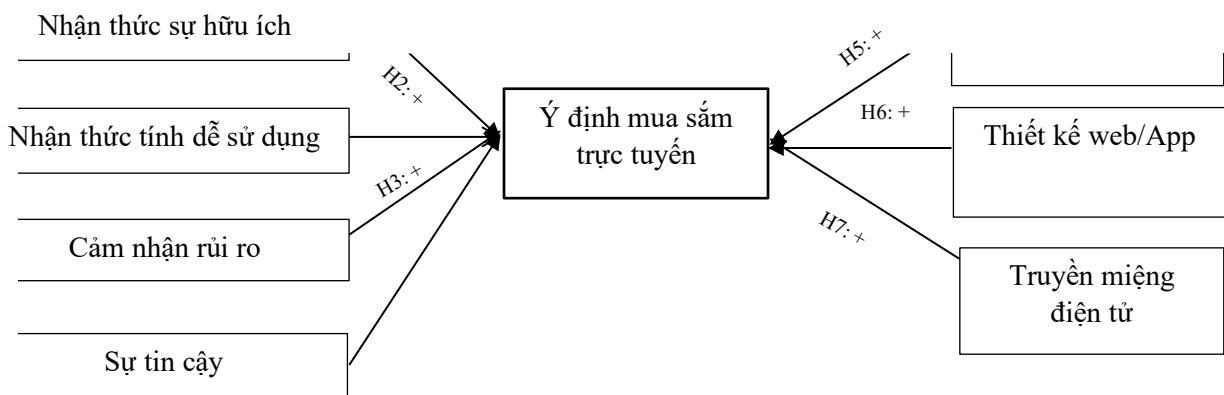 Nhận thức sự hữu ích
H2: +
H5: +
Nhận thức tính dễ sử dụng
Ý định mua sắm
trực tuyến
H6: +
Thiết kế web/App
H3: +
H7: +
Cảm nhận rủi ro
Truyền miệng
điện tử
Sự tin cậy